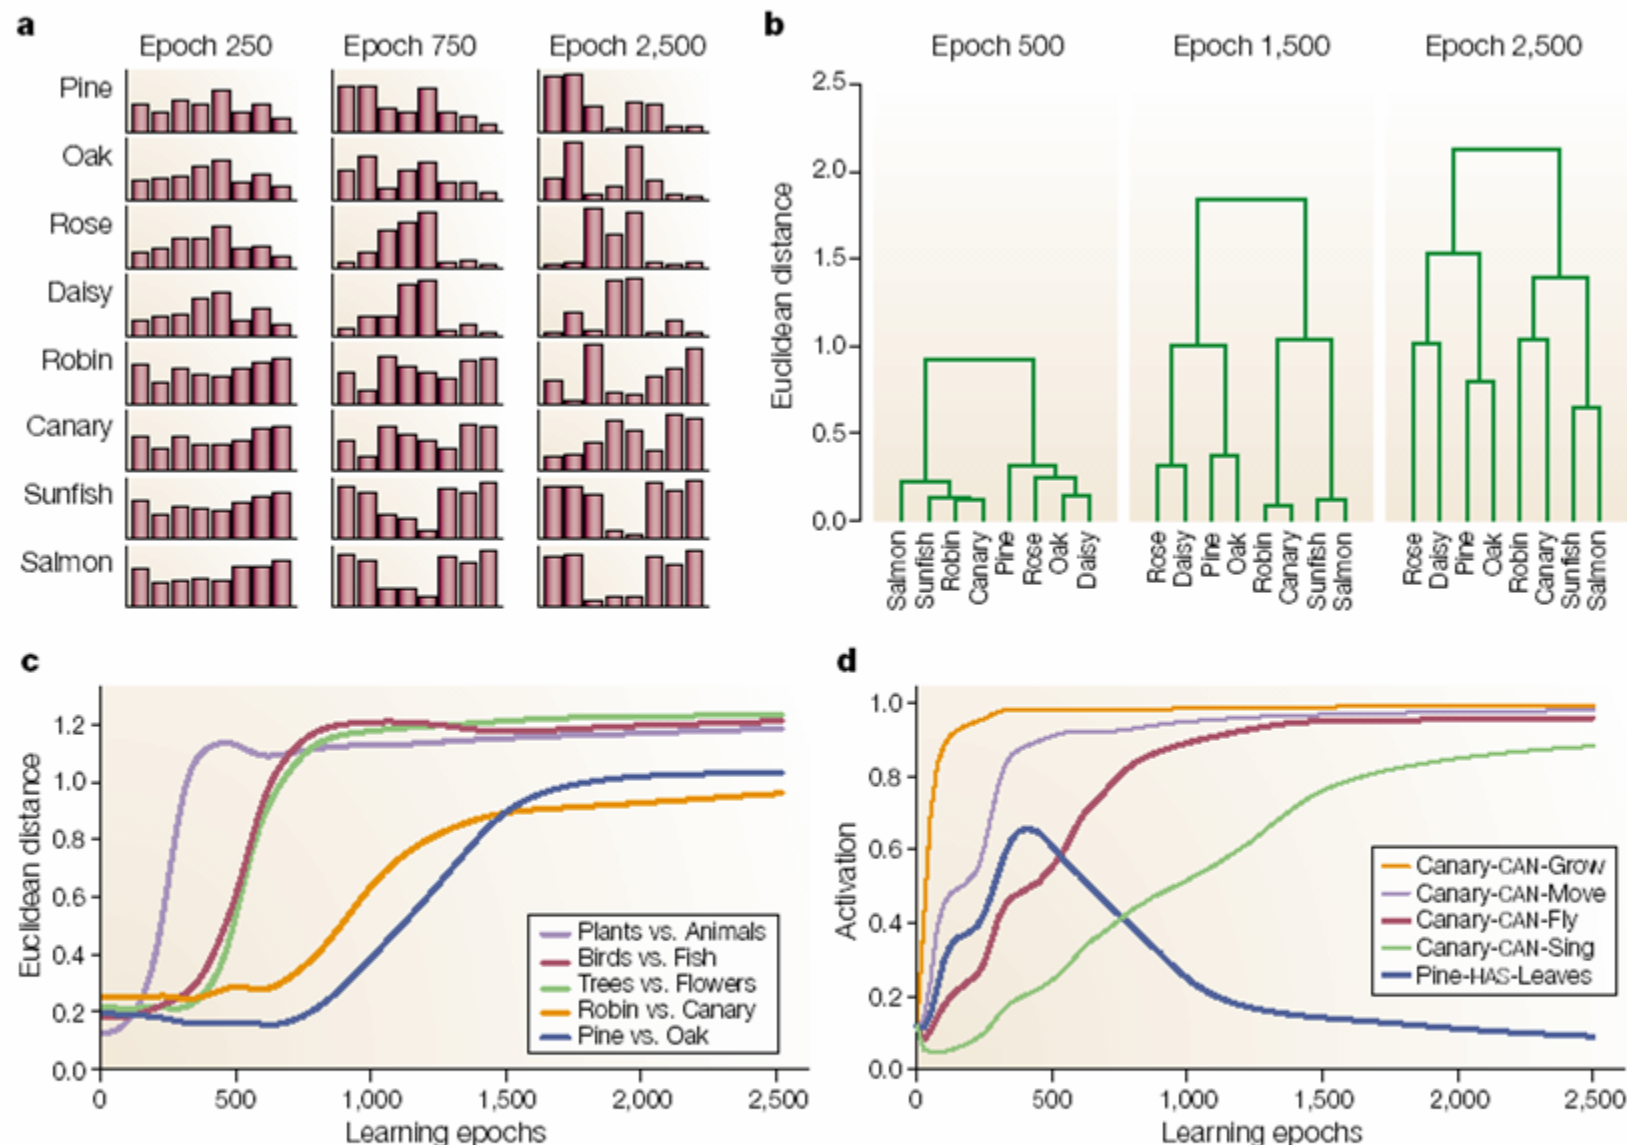 a
Epoch 250
Epoch 750
Epoch 2,500
Pine
Oak
Rose
Daisy
Robin
Canary
Sunfish
Salmon
b
Epoch 500
Epoch 1,500
Epoch 2,500
Euclidean distance
2.5
2.0
1.5
1.0
0.5
0.0
Salmon
Sunfish
Robin
Canary
Pine
Rose
Oak
Daisy
Rose
Daisy
Pine
Oak
Robin
Canary
Sunfish
Salmon
Rose
Daisy
Pine
Oak
Robin
Canary
Sunfish
Salmon
c
Euclidean distance
1.2
1.0
0.8
0.6
0.4
0.2
0.0
Plants vs. Animals
Birds vs. Fish
Trees vs. Flowers
Robin vs. Canary
Pine vs. Oak
0
500
1,000
1,500
2,000
2,500
Learning epochs
d
Activation
1.0
0.8
0.6
0.4
0.2
0.0
Canary-CAN-Grow
Canary-CAN-Move
Canary-CAN-Fly
Canary-CAN-Sing
Pine-HAS-Leaves
0
500
1,000
1,500
2,000
2,500
Learning epochs